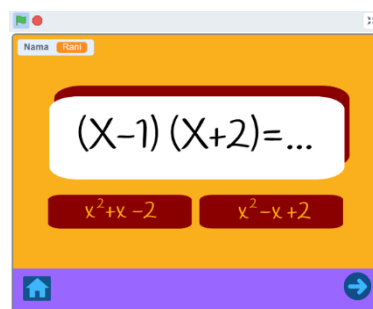 Nama Rani
(X-1) (X+2)=...
x²+x -2
x²-x +2